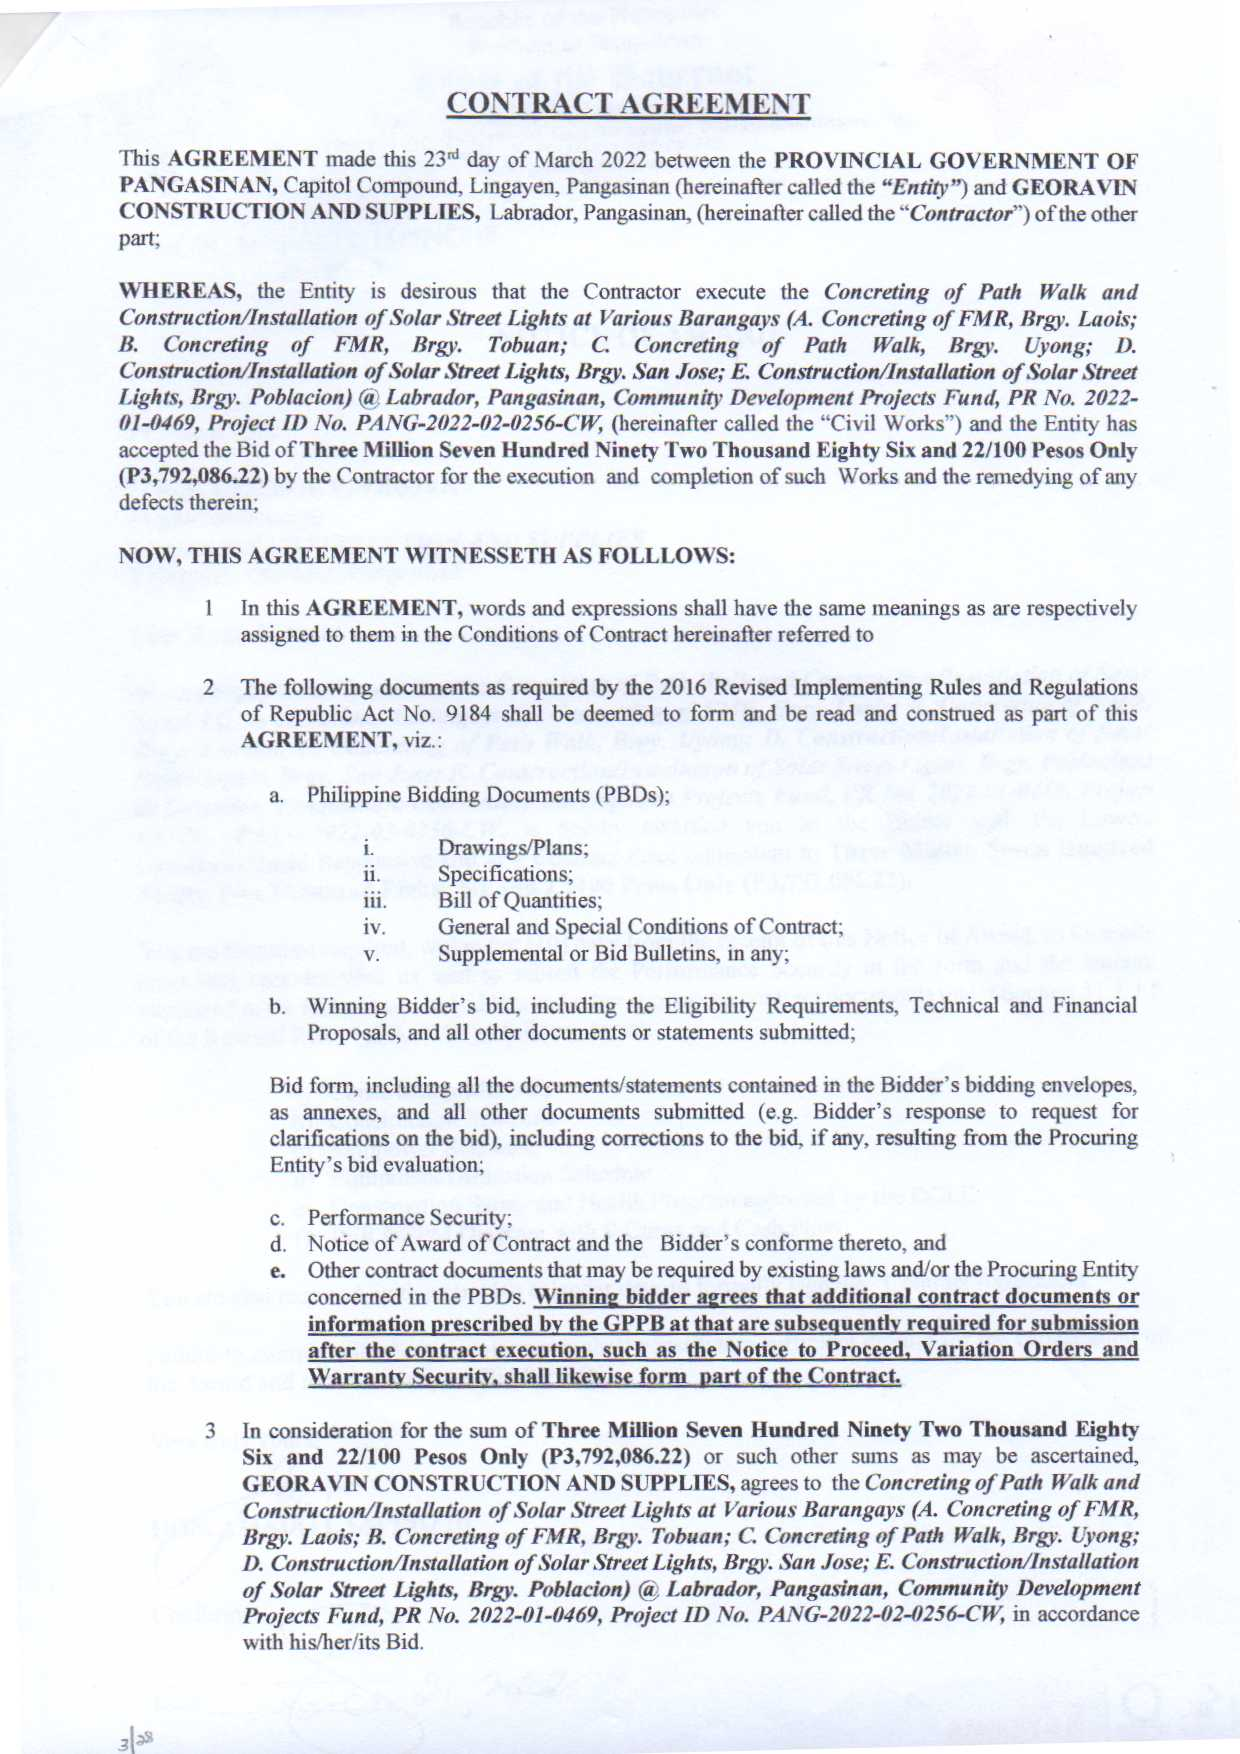 CONTRACT AGREEMENT
This AGREEMENT made this 23rd day of March 2022 between the PROVINCIAL GOVERNMENT OF
PANGASINAN, Capitol Compound, Lingayen, Pangasinan (hereinafter called the “Entity”) and GEORAVIN
CONSTRUCTION AND SUPPLIES, Labrador, Pangasinan, (hereinafter called the “Contractor”) of the other
part;
WHEREAS, the Entity is desirous that the Contractor execute the Concreting of Path Walk and
Construction/Installation of Solar Street Lights at Various Barangays (A. Concreting of FMR, Brgy. Laois;
B. Concreting of FMR, Brgy. Tobuan; C. Concreting of Path Walk, Brgy. Uyong; D.
Construction/Installation of Solar Street Lights, Brgy. San Jose; E. Construction/Installation of Solar Street
Lights, Brgy. Poblacion) @ Labrador, Pangasinan, Community Development Projects Fund, PR No. 2022-
01-0469, Project ID No. PANG-2022-02-0256-CW, (hereinafter called the “Civil Works”) and the Entity has
accepted the Bid of Three Million Seven Hundred Ninety Two Thousand Eighty Six and 22/100 Pesos Only
(P3,792,086.22) by the Contractor for the execution and completion of such Works and the remedying of any
defects therein;
NOW, THIS AGREEMENT WITNESSETH AS FOLLLOWS:
1 In this AGREEMENT, words and expressions shall have the same meanings as are respectively
assigned to them in the Conditions of Contract hereinafter referred to
2 The following documents as required by the 2016 Revised Implementing Rules and Regulations
of Republic Act No. 9184 shall be deemed to form and be read and construed as part of this
AGREEMENT, viz.:
a. Philippine Bidding Documents (PBDs);
i. Drawings/Plans;
ii. Specifications;
iii. Bill of Quantities;
iv. General and Special Conditions of Contract;
v. Supplemental or Bid Bulletins, in any;
b. Winning Bidder’s bid, including the Eligibility Requirements, Technical and Financial
Proposals, and all other documents or statements submitted;
Bid form, including all the documents/statements contained in the Bidder’s bidding envelopes,
as annexes, and all other documents submitted (e.g. Bidder’s response to request for
clarifications on the bid), including corrections to the bid, if any, resulting from the Procuring
Entity’s bid evaluation;
c. Performance Security;
d. Notice of Award of Contract and the Bidder’s conforme thereto, and
e. Other contract documents that may be required by existing laws and/or the Procuring Entity
concerned in the PBDs. Winning bidder agrees that additional contract documents or
information prescribed by the GPPB at that are subsequently required for submission
after the contract execution, such as the Notice to Proceed, Variation Orders and
Warranty Security, shall likewise form part of the Contract.
3 In consideration for the sum of Three Million Seven Hundred Ninety Two Thousand Eighty
Six and 22/100 Pesos Only (P3,792,086.22) or such other sums as may be ascertained,
GEORAVIN CONSTRUCTION AND SUPPLIES, agrees to the Concreting of Path Walk and
Construction/Installation of Solar Street Lights at Various Barangays (A. Concreting of FMR,
Brgy. Laois; B. Concreting of FMR, Brgy. Tobuan; C. Concreting of Path Walk, Brgy. Uyong;
D. Construction/Installation of Solar Street Lights, Brgy. San Jose; E. Construction/Installation
of Solar Street Lights, Brgy. Poblacion) @ Labrador, Pangasinan, Community Development
Projects Fund, PR No. 2022-01-0469, Project ID No. PANG-2022-02-0256-CW, in accordance
with his/her/its Bid.
3/28